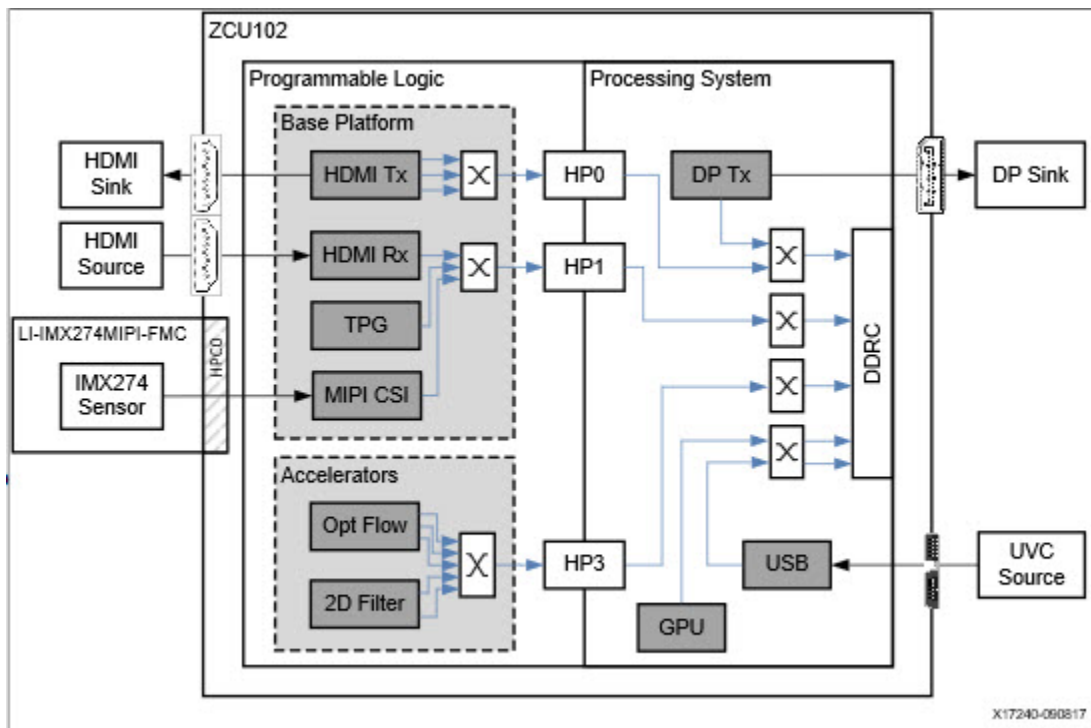 ZCU102
Programmable Logic
Processing System
Base Platform
HDMI
Sink
HDMI Tx
HP0
DP Tx
DP Sink
HDMI
Source
HDMI Rx
HP1
TPG
LI-IMX274MIPI-FMC
HPC0
IMX274
Sensor
MIPI CSI
DDRC
Accelerators
Opt Flow
2D Filter
HP3
USB
UVC
Source
GPU
X17240-090817